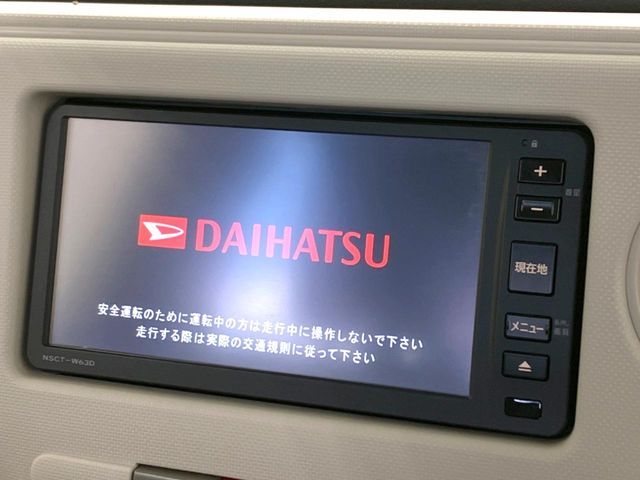 DAIHATSU
安全運転のために運転中の方は走行中に操作しないで下さい
走行する際は実際の交通規則に従って下さい
NSCT-W63D
+
音量
-
現在地
メニュー